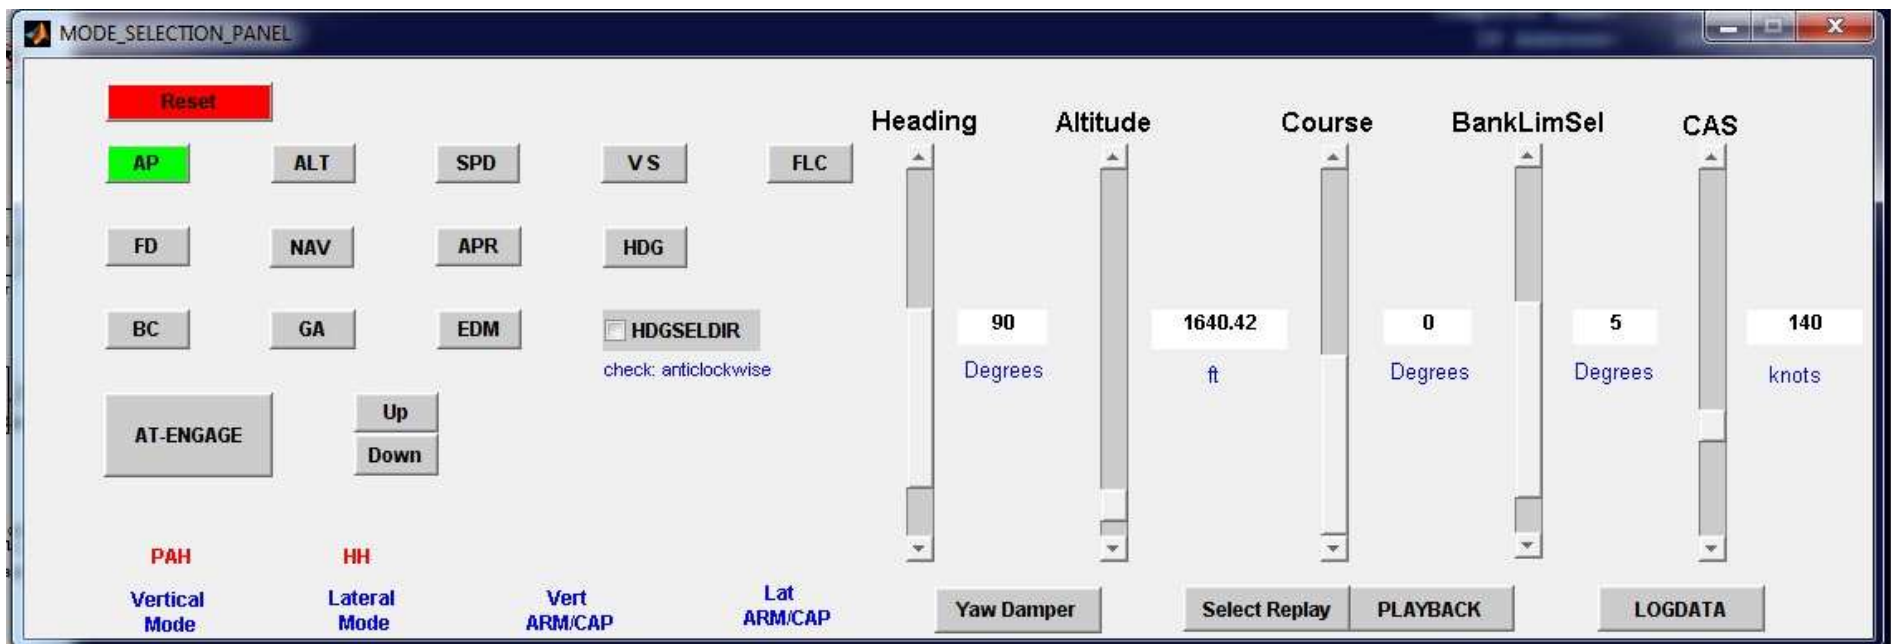 MODE_SELECTION_PANEL
Reset
Heading Altitude Course BankLimSel CAS
AP ALT SPD V S FLC
FD NAV APR HDG
BC GA EDM HDGSELDIR 90 1640.42 0 5 140
check: anticlockwise Degrees ft Degrees Degrees knots
Up
AT-ENGAGE
Down
PAH HH
Vertical Mode
Lateral Mode
Vert ARM/CAP
Lat ARM/CAP
Yaw Damper Select Replay PLAYBACK LOGDATA